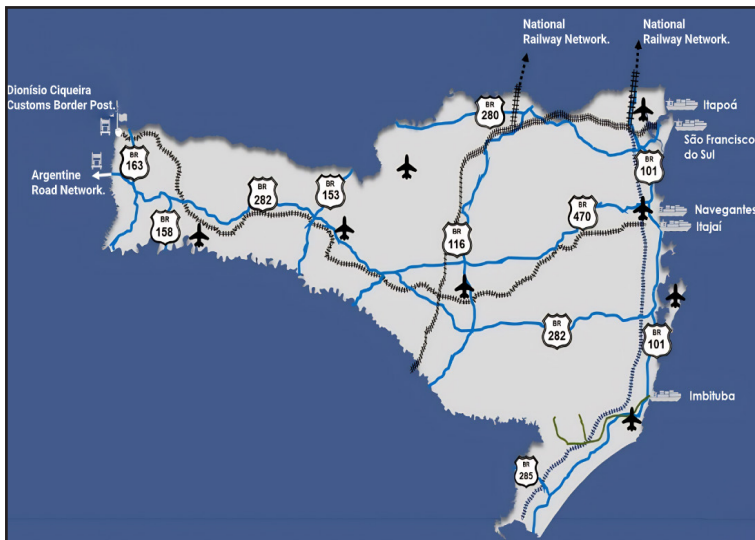 National
Railway Network.
National
Railway Network.
Dionísio Ciqueira
Customs Border Post.
Argentine
Road Network.
BR
163
BR
158
BR
282
BR
153
BR
280
BR
116
BR
470
BR
101
BR
282
BR
101
BR
285
Itapoá
São Francisco
do Sul
Navegantes
Itajaí
Imbituba